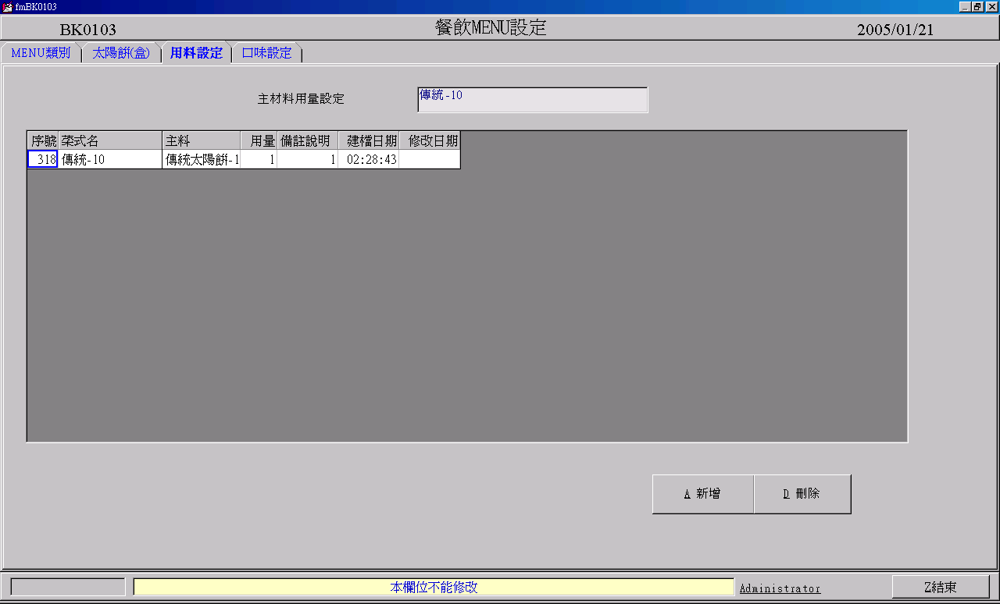 fmBK0103
BK0103 餐飲MENU設定 2005/01/21
MENU類別 太陽餅(盒) 用料設定 口味設定
主材料用量設定 傳統-10
序號 菜式名 主料 用量 備註說明 建檔日期 修改日期
318 傳統-10 傳統太陽餅-1 1 1 02:28:43
A 新增 D 刪除
本欄位不能修改 Administrator Z結束